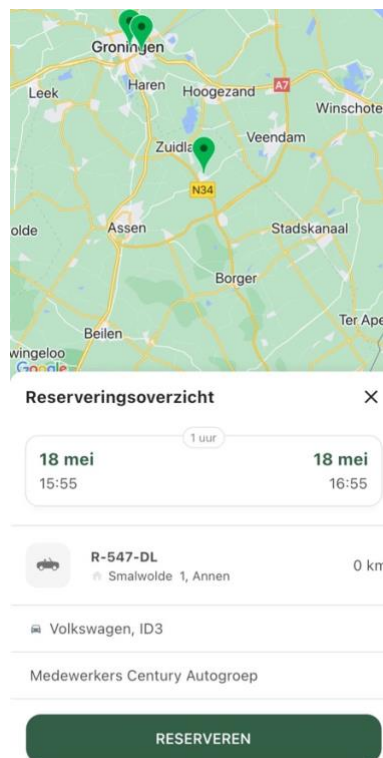 Groningen
Leek
Haren
Hoogezand
A7
Winschote
Zuidla
Veendam
N34
olde
Assen
Stadskanaal
Borger
Ter Ape
Beilen
wingeloo
Google
Reserveringsoverzicht
1 uur
18 mei 18 mei
15:55 16:55
R-547-DL
Smalwolde 1, Annen 0 km
Volkswagen, ID3
Medewerkers Century Autogroep
RESERVEREN